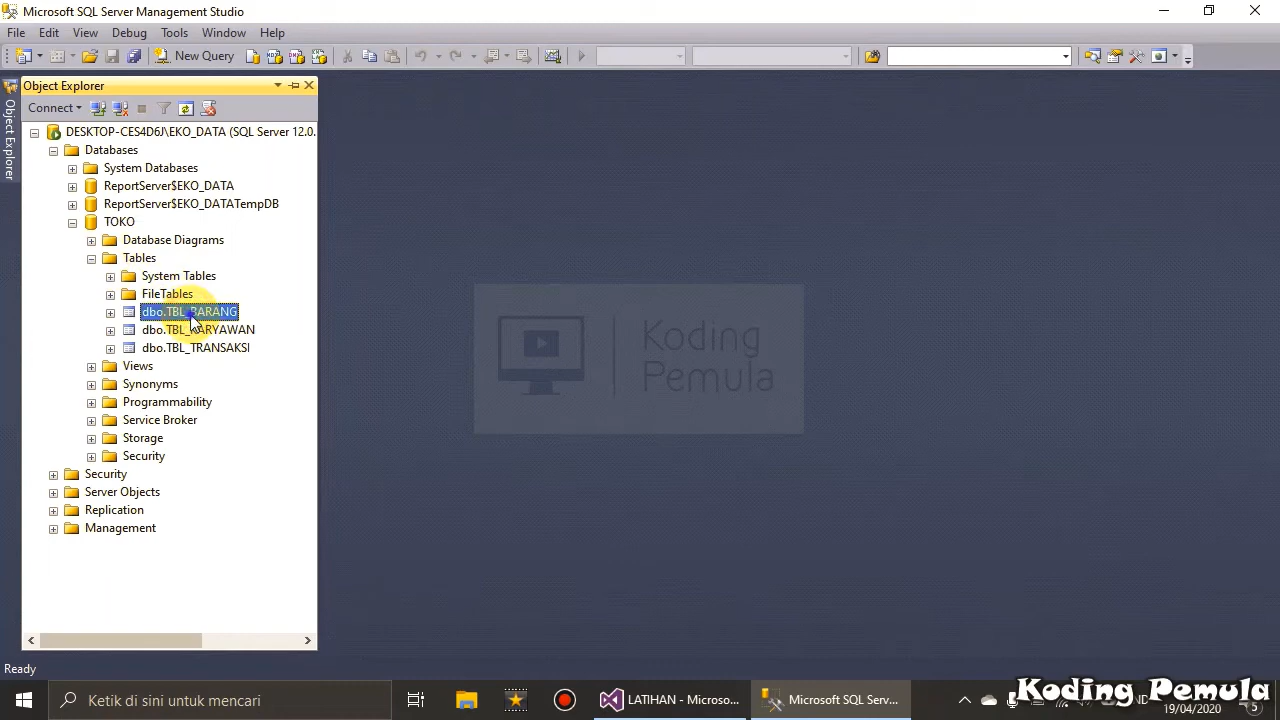 Microsoft SQL Server Management Studio
File Edit View Debug Tools Window Help
New Query
Object Explorer
Object Explorer
Connect
DESKTOP-CES4D6J\EKO_DATA (SQL Server 12.0.
Databases
System Databases
ReportServer$EKO_DATA
ReportServer$EKO_DATATempDB
TOKO
Database Diagrams
Tables
System Tables
FileTables
dbo.TBL_BARANG
dbo.TBL_KARYAWAN
dbo.TBL_TRANSAKSI
Views
Synonyms
Programmability
Service Broker
Storage
Security
Security
Server Objects
Replication
Management
Koding
Pemula
Ready
Ketik di sini untuk mencari
LATIHAN - Microso...
Microsoft SQL Serv...
Koding Pemula
19/04/2020
5